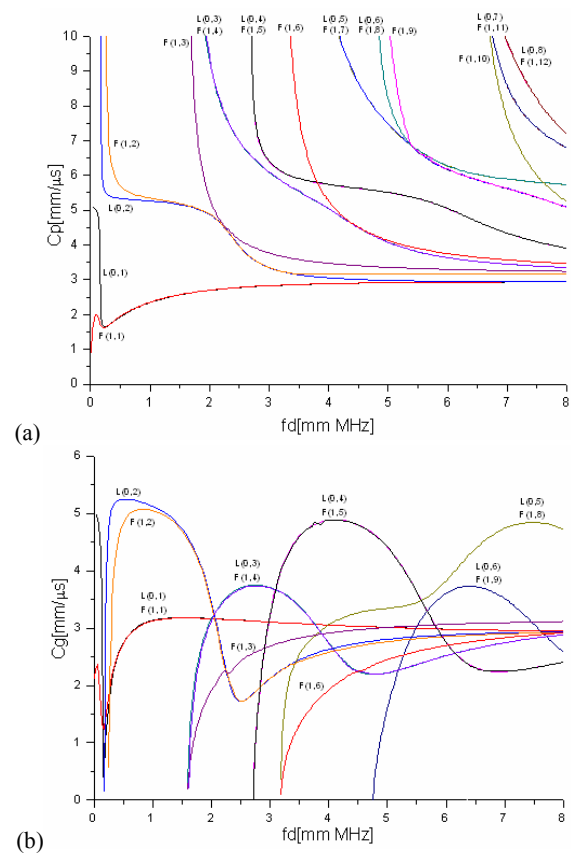 (a)
Cp[mm/µs]
10
9
8
7
6
5
4
3
2
1
0
F(1,3)
L(0,3)
F(1,4)
L(0,4)
F(1,5)
F(1,6)
L(0,5)
F(1,7)
L(0,6)
F(1,8)
F(1,9)
L(0,7)
F(1,11)
F(1,10)
L(0,8)
F(1,12)
F(1,2)
L(0,2)
L(0,1)
F(1,1)
0 1 2 3 4 5 6 7 8
fd[mm MHz]
(b)
Cg[mm/µs]
6
5
4
3
2
1
0
L(0,2)
F(1,2)
L(0,1)
F(1,1)
L(0,3)
F(1,4)
F(1,3)
L(0,4)
F(1,5)
F(1,6)
L(0,5)
F(1,8)
L(0,6)
F(1,9)
0 1 2 3 4 5 6 7 8
fd[mm MHz]